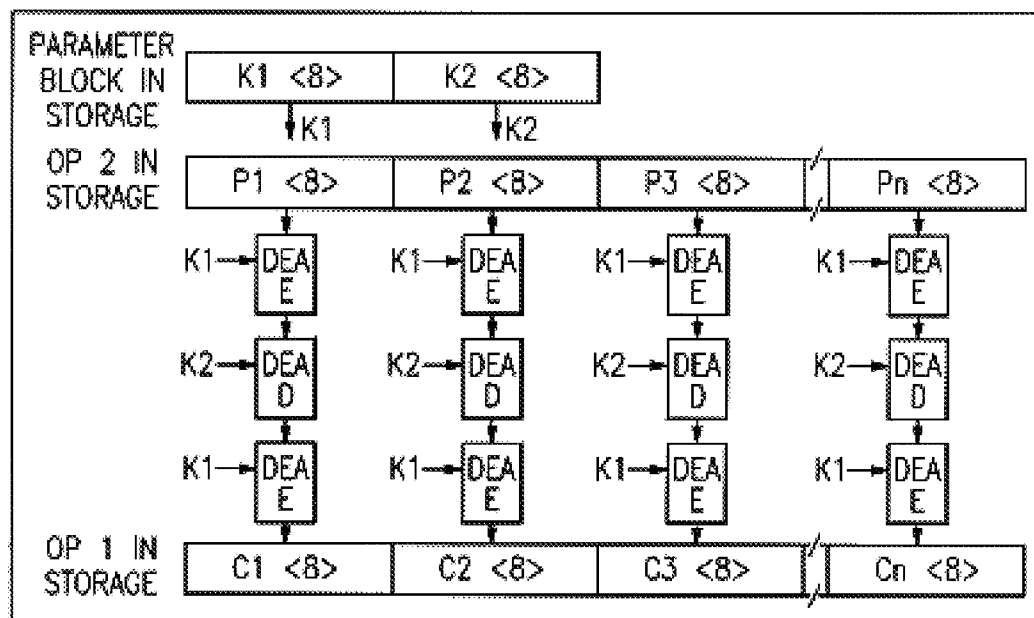 PARAMETER
BLOCK IN
STORAGE
K1 <8> K2 <8>
K1 K2
OP 2 IN
STORAGE
P1 <8> P2 <8> P3 <8> Pn <8>
K1 DEA K1 DEA K1 DEA K1 DEA
E E E E
K2 DEA K2 DEA K2 DEA K2 DEA
D D D D
K1 DEA K1 DEA K1 DEA K1 DEA
E E E E
OP 1 IN
STORAGE
C1 <8> C2 <8> C3 <8> Cn <8>